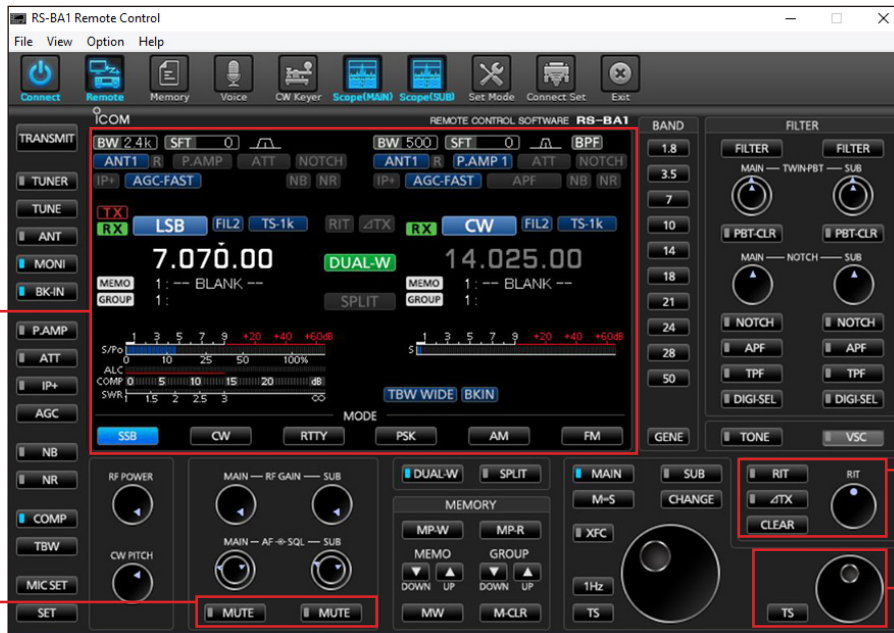 RS-BA1 Remote Control
File View Option Help
Connect Remote Memory Voice CW Keyer Scope(MAIN) Scope(SUB) Set Mode Connect Set Exit
ICOM REMOTE CONTROL SOFTWARE RS-BA1
TRANSMIT
TUNER
TUNE
ANT
MONI
BK-IN
P.AMP
ATT
IP+
AGC
NB
NR
COMP
TBW
MIC SET
SET
BW 2.4k SFT 0 BW 500 SFT 0 BPF
ANT1 R P.AMP ATT NOTCH ANT1 R P.AMP 1 ATT NOTCH
IP+ AGC-FAST NB NR IP+ AGC-FAST APF NB NR
TX
RX LSB FIL2 TS-1k RIT ⊿TX RX CW FIL2 TS-1k
7.070.00 DUAL-W 14.025.00
MEMO 1 : -- BLANK -- MEMO 1 : -- BLANK --
GROUP 1 : SPLIT GROUP 1 :
1 3 5 7 9 +20 +40 +60dB 1 3 5 7 9 +20 +40 +60dB
S/Po S
0 10 25 50 100%
ALC
COMP 0 5 10 15 20 dB
SWR 1 1.5 2 2.5 3 ∞
TBW WIDE BKIN
MODE
SSB CW RTTY PSK AM FM
BAND
1.8
3.5
7
10
14
18
21
24
28
50
GENE
FILTER
FILTER FILTER
MAIN — TWIN-PBT — SUB
PBT-CLR PBT-CLR
MAIN — NOTCH — SUB
NOTCH NOTCH
APF APF
TPF TPF
DIGI-SEL DIGI-SEL
TONE VSC
RF POWER
CW PITCH
MAIN — RF GAIN — SUB
MAIN — AF SQL — SUB
MUTE MUTE
DUAL-W SPLIT
MEMORY
MP-W MP-R
MEMO GROUP
DOWN UP DOWN UP
MW M-CLR
MAIN SUB
M=S CHANGE
XFC
1Hz
TS
RIT RIT
⊿TX
CLEAR
TS